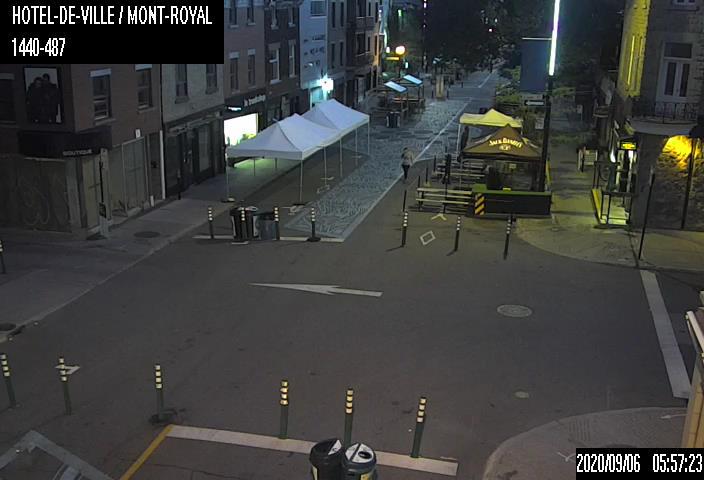 HOTEL-DE-VILLE / MONT-ROYAL
1440-487
BOUTIQUE
JACK DANIEL'S
2020/09/06 05:57:23